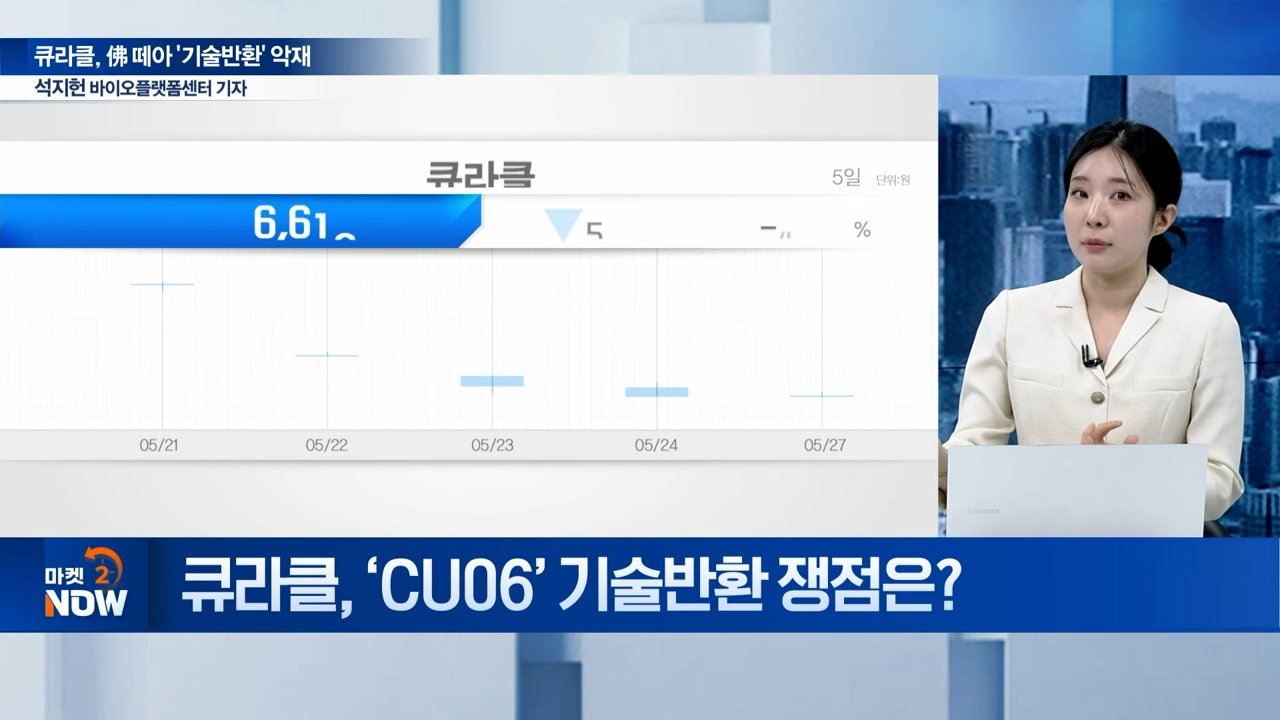 큐라클, 佛 떼아 '기술반환' 악재
석지헌 바이오플랫폼센터 기자
큐라클
5일 단위:원
6,61
5 - %
05/21 05/22 05/23 05/24 05/27
마켓 2
NOW
큐라클, ‘CU06’ 기술반환 쟁점은?